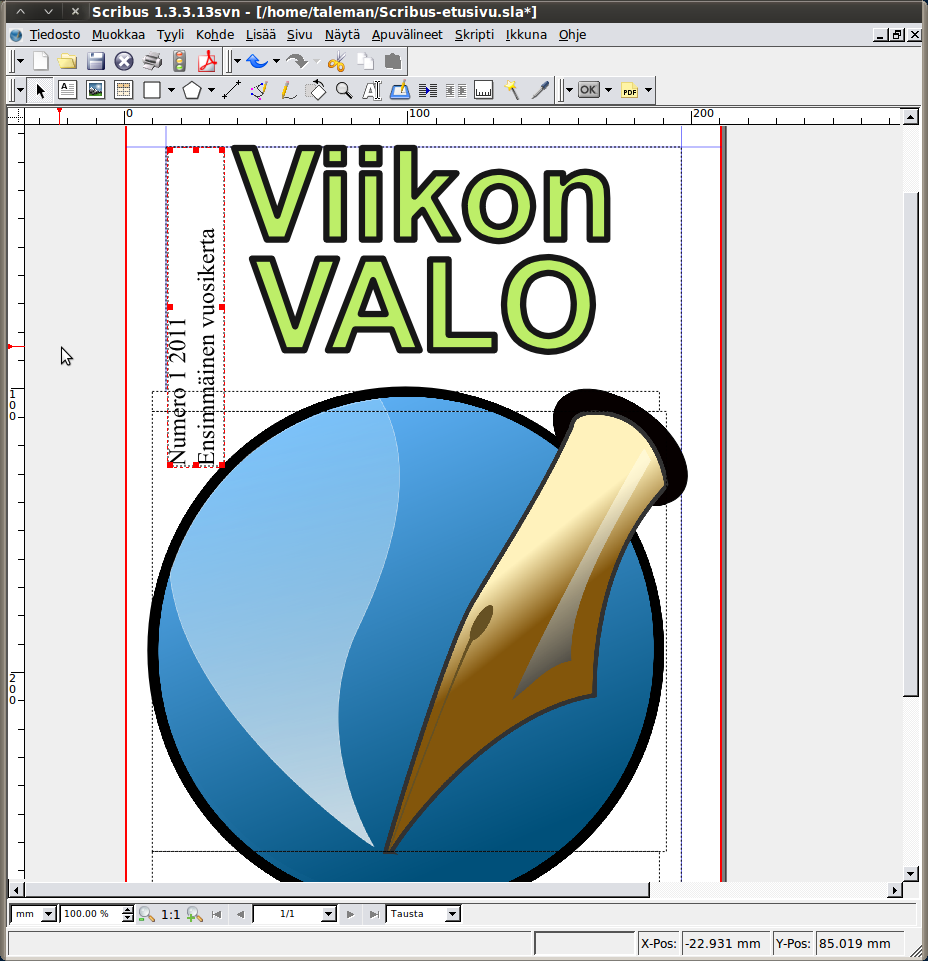 Scribus 1.3.3.13svn - [/home/taleman/Scribus-etusivu.sla*]
Tiedosto Muokkaa Tyyli Kohde Lisää Sivu Näytä Apuvälineet Skripti Ikkuna Ohje
OK PDF
0 100 200
Viikon
VALO
Numero 1 2011
Ensimmäinen vuosikerta
100
200
mm 100.00 % 1:1 1/1 Tausta
X-Pos: -22.931 mm Y-Pos: 85.019 mm